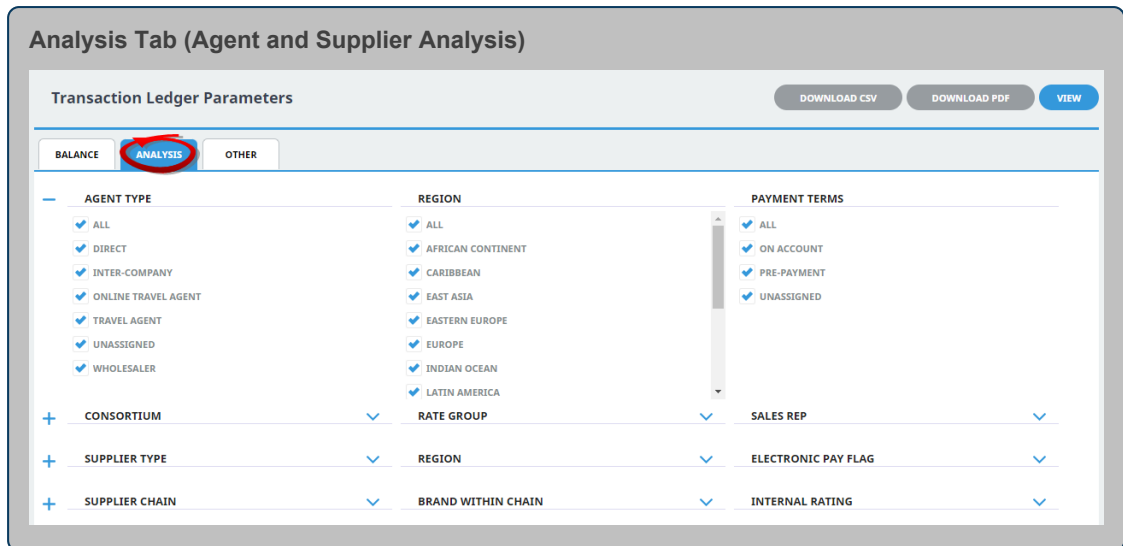 Analysis Tab (Agent and Supplier Analysis)
Transaction Ledger Parameters
DOWNLOAD CSV
DOWNLOAD PDF
VIEW
BALANCE
ANALYSIS
OTHER
AGENT TYPE
ALL
DIRECT
INTER-COMPANY
ONLINE TRAVEL AGENT
TRAVEL AGENT
UNASSIGNED
WHOLESALER
REGION
ALL
AFRICAN CONTINENT
CARIBBEAN
EAST ASIA
EASTERN EUROPE
EUROPE
INDIAN OCEAN
LATIN AMERICA
PAYMENT TERMS
ALL
ON ACCOUNT
PRE-PAYMENT
UNASSIGNED
CONSORTIUM
RATE GROUP
SALES REP
SUPPLIER TYPE
REGION
ELECTRONIC PAY FLAG
SUPPLIER CHAIN
BRAND WITHIN CHAIN
INTERNAL RATING